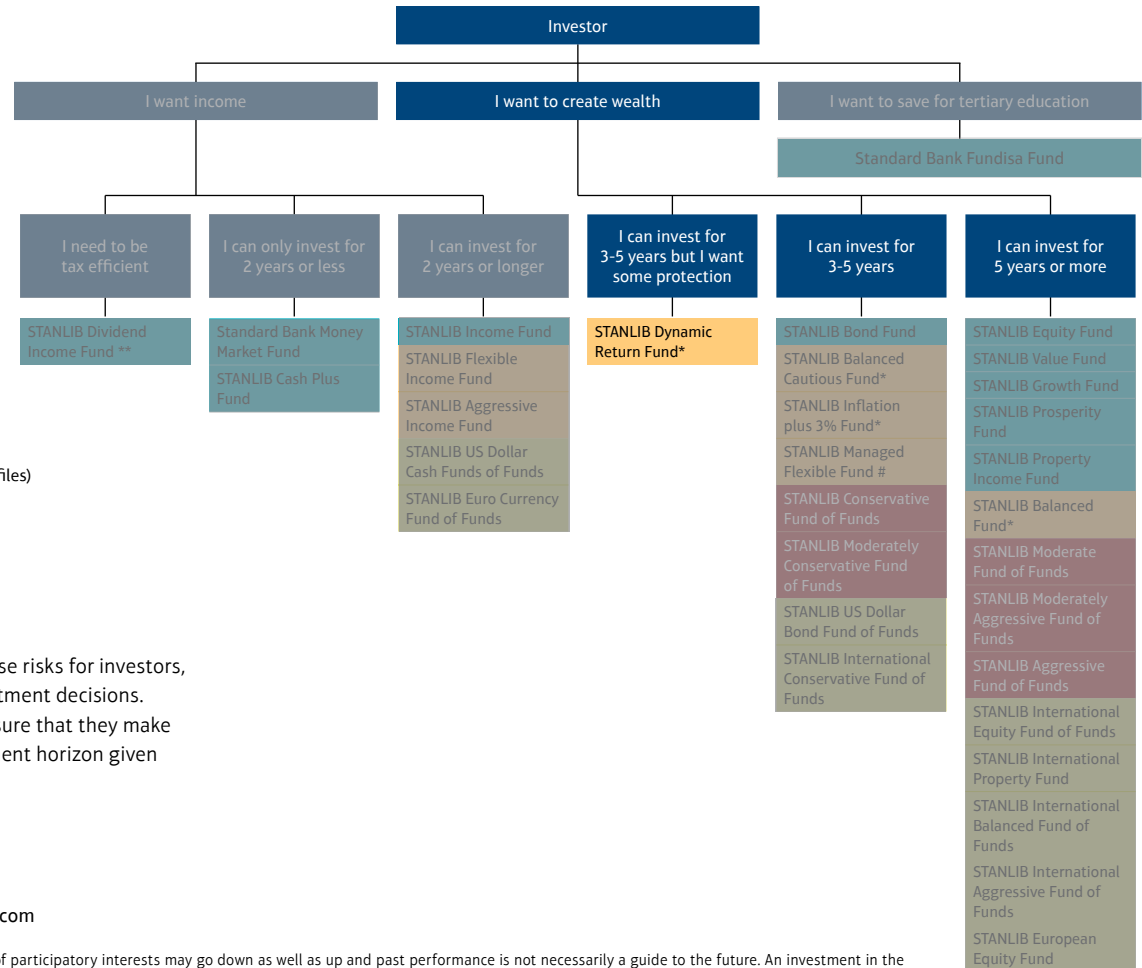 Investor
I want income
I want to create wealth
I want to save for tertiary education
Standard Bank Fundisa Fund
I need to be
tax efficient
I can only invest for
2 years or less
I can invest for
2 years or longer
I can invest for
3-5 years but I want
some protection
I can invest for
3-5 years
I can invest for
5 years or more
STANLIB Dividend
Income Fund **
Standard Bank Money
Market Fund
STANLIB Cash Plus
Fund
STANLIB Income Fund
STANLIB Flexible
Income Fund
STANLIB Aggressive
Income Fund
STANLIB US Dollar
Cash Funds of Funds
STANLIB Euro Currency
Fund of Funds
STANLIB Dynamic
Return Fund*
STANLIB Bond Fund
STANLIB Balanced
Cautious Fund*
STANLIB Inflation
plus 3% Fund*
STANLIB Managed
Flexible Fund #
STANLIB Conservative
Fund of Funds
STANLIB Moderately
Conservative Fund
of Funds
STANLIB US Dollar
Bond Fund of Funds
STANLIB International
Conservative Fund of
Funds
STANLIB Equity Fund
STANLIB Value Fund
STANLIB Growth Fund
STANLIB Prosperity
Fund
STANLIB Property
Income Fund
STANLIB Balanced
Fund*
STANLIB Moderate
Fund of Funds
STANLIB Moderately
Aggressive Fund of
Funds
STANLIB Aggressive
Fund of Funds
STANLIB International
Equity Fund of Funds
STANLIB International
Property Fund
STANLIB International
Balanced Fund of
Funds
STANLIB International
Aggressive Fund of
Funds
STANLIB European
Equity Fund
files)
se risks for investors,
tment decisions.
sure that they make
ent horizon given
com
of participatory interests may go down as well as up and past performance is not necessarily a guide to the future. An investment in the